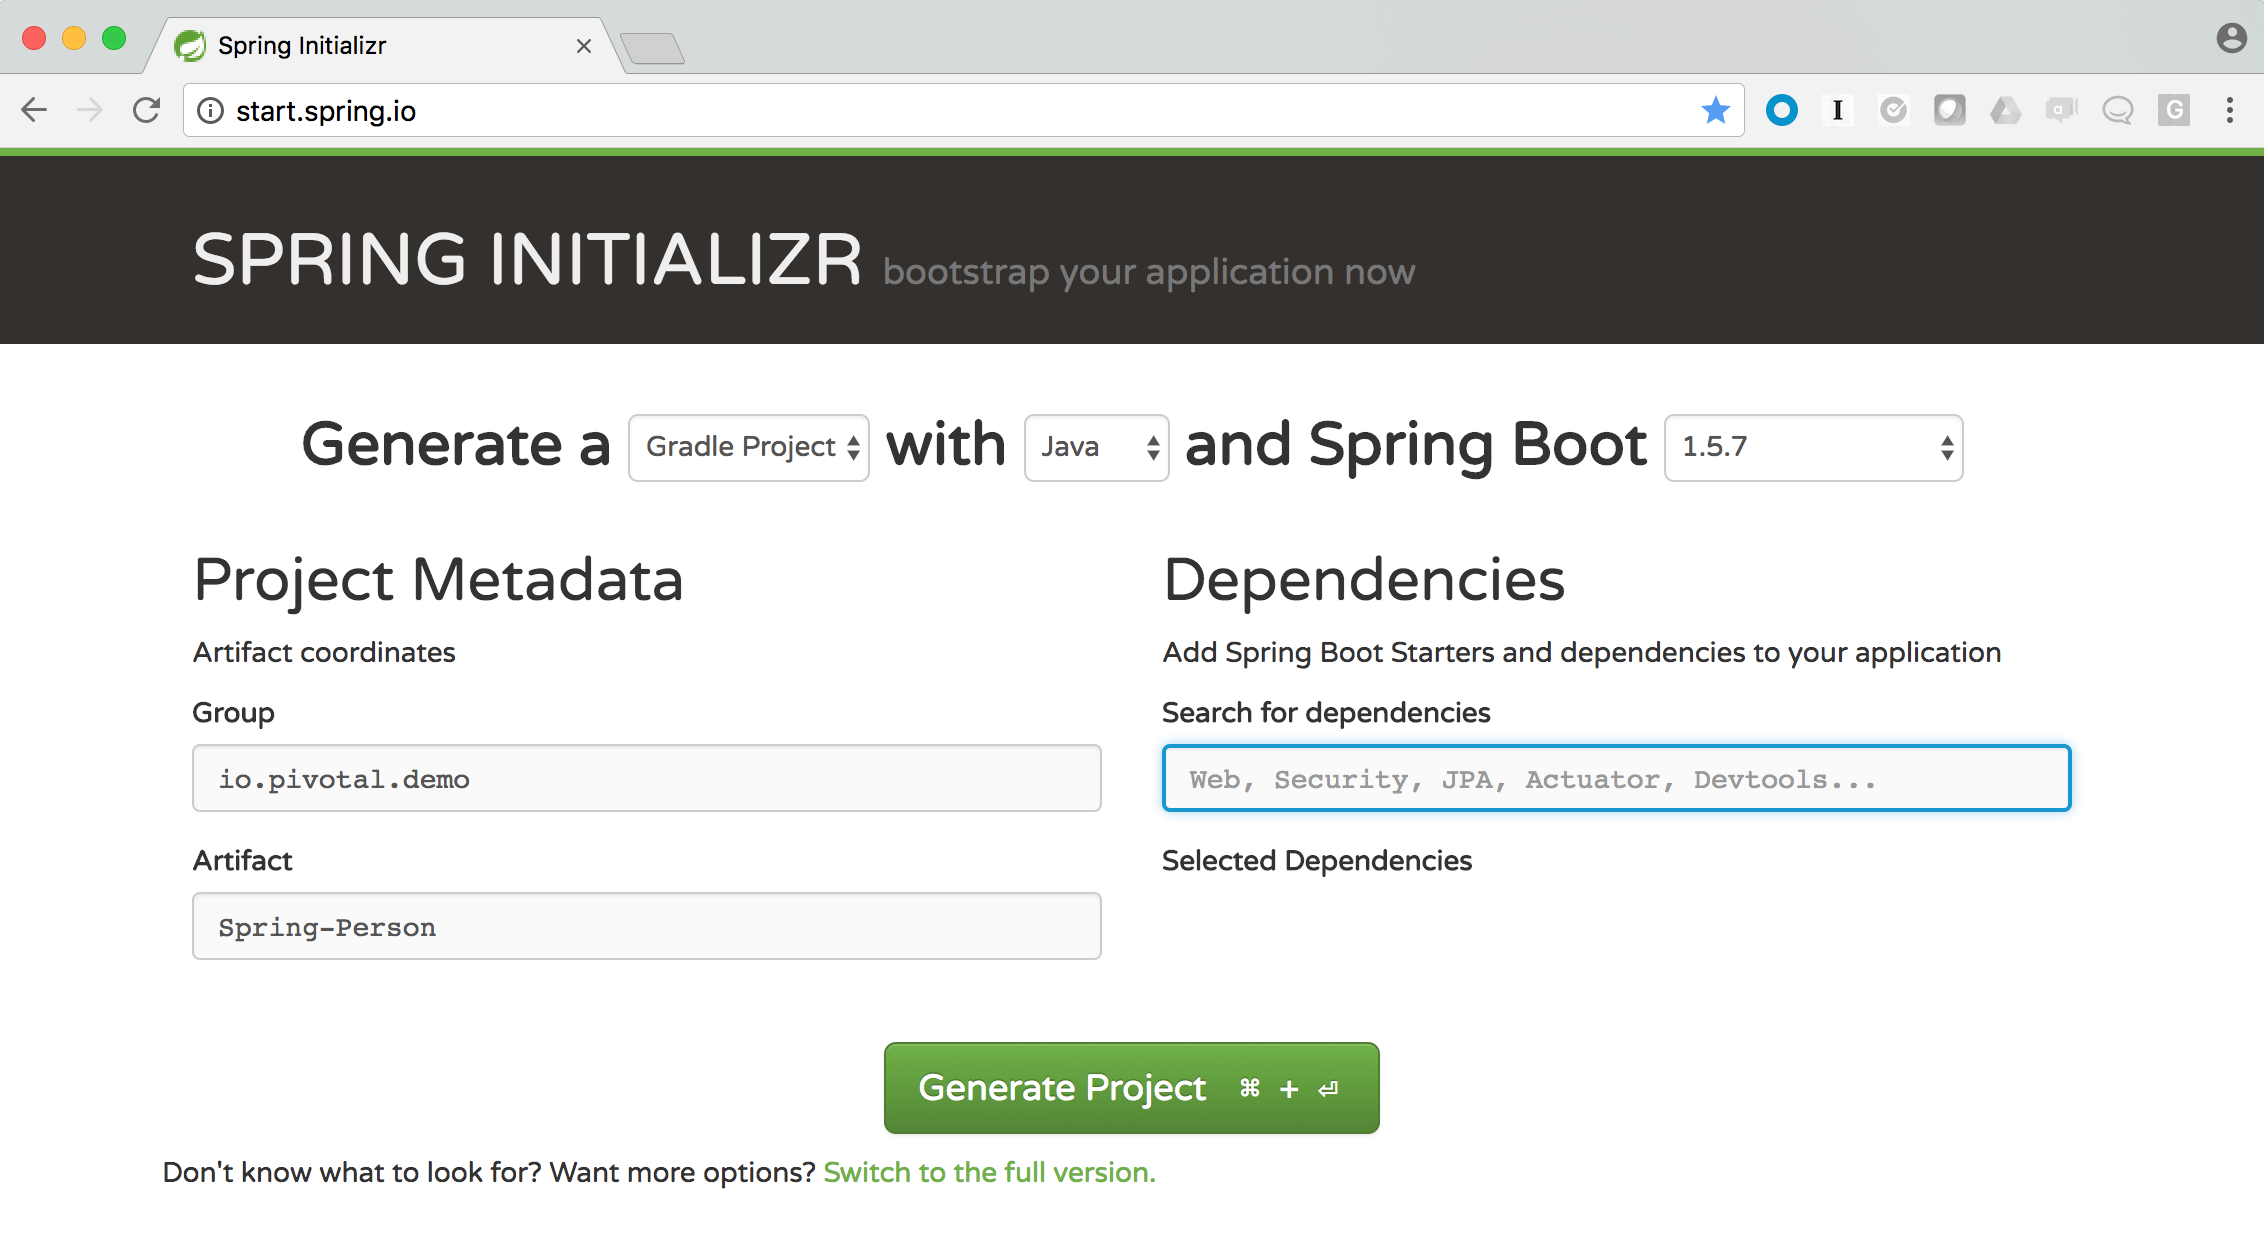 Spring Initializr
start.spring.io
SPRING INITIALIZR bootstrap your application now
Generate a Gradle Project with Java and Spring Boot 1.5.7
Project Metadata
Artifact coordinates
Group
io.pivotal.demo
Artifact
Spring-Person
Dependencies
Add Spring Boot Starters and dependencies to your application
Search for dependencies
Web, Security, JPA, Actuator, Devtools...
Selected Dependencies
Generate Project ⌘ + ⏎
Don't know what to look for? Want more options? Switch to the full version.